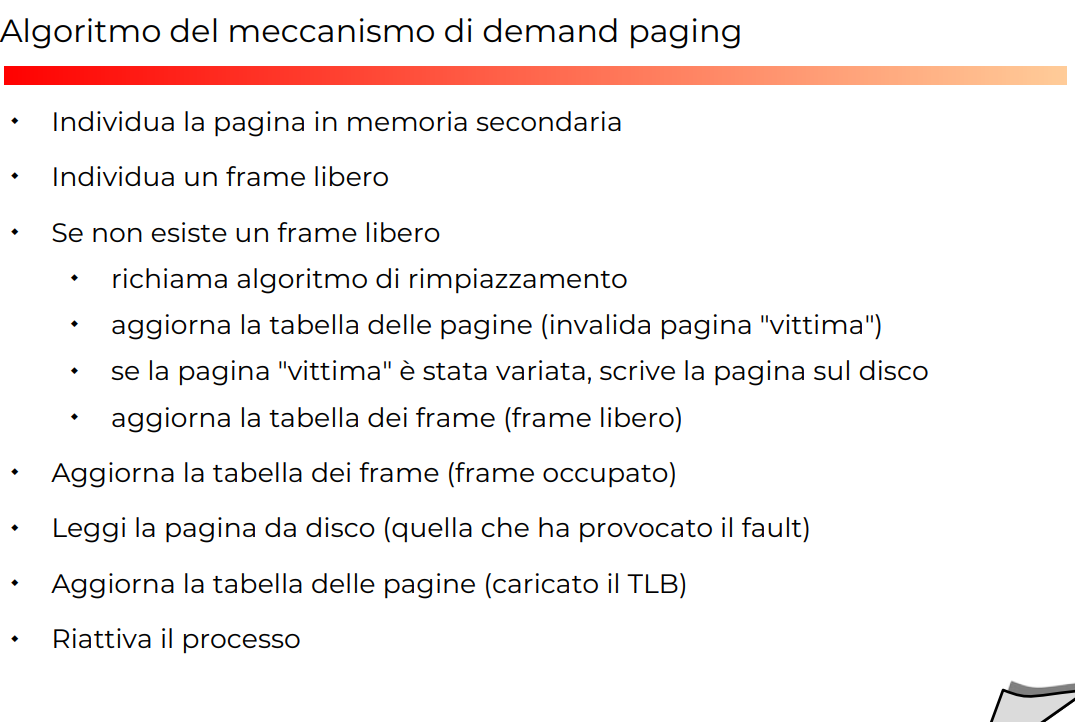 Algoritmo del meccanismo di demand paging
Individua la pagina in memoria secondaria
Individua un frame libero
Se non esiste un frame libero
richiama algoritmo di rimpiazzamento
aggiorna la tabella delle pagine (invalida pagina "vittima")
se la pagina "vittima" è stata variata, scrive la pagina sul disco
aggiorna la tabella dei frame (frame libero)
Aggiorna la tabella dei frame (frame occupato)
Leggi la pagina da disco (quella che ha provocato il fault)
Aggiorna la tabella delle pagine (caricato il TLB)
Riattiva il processo